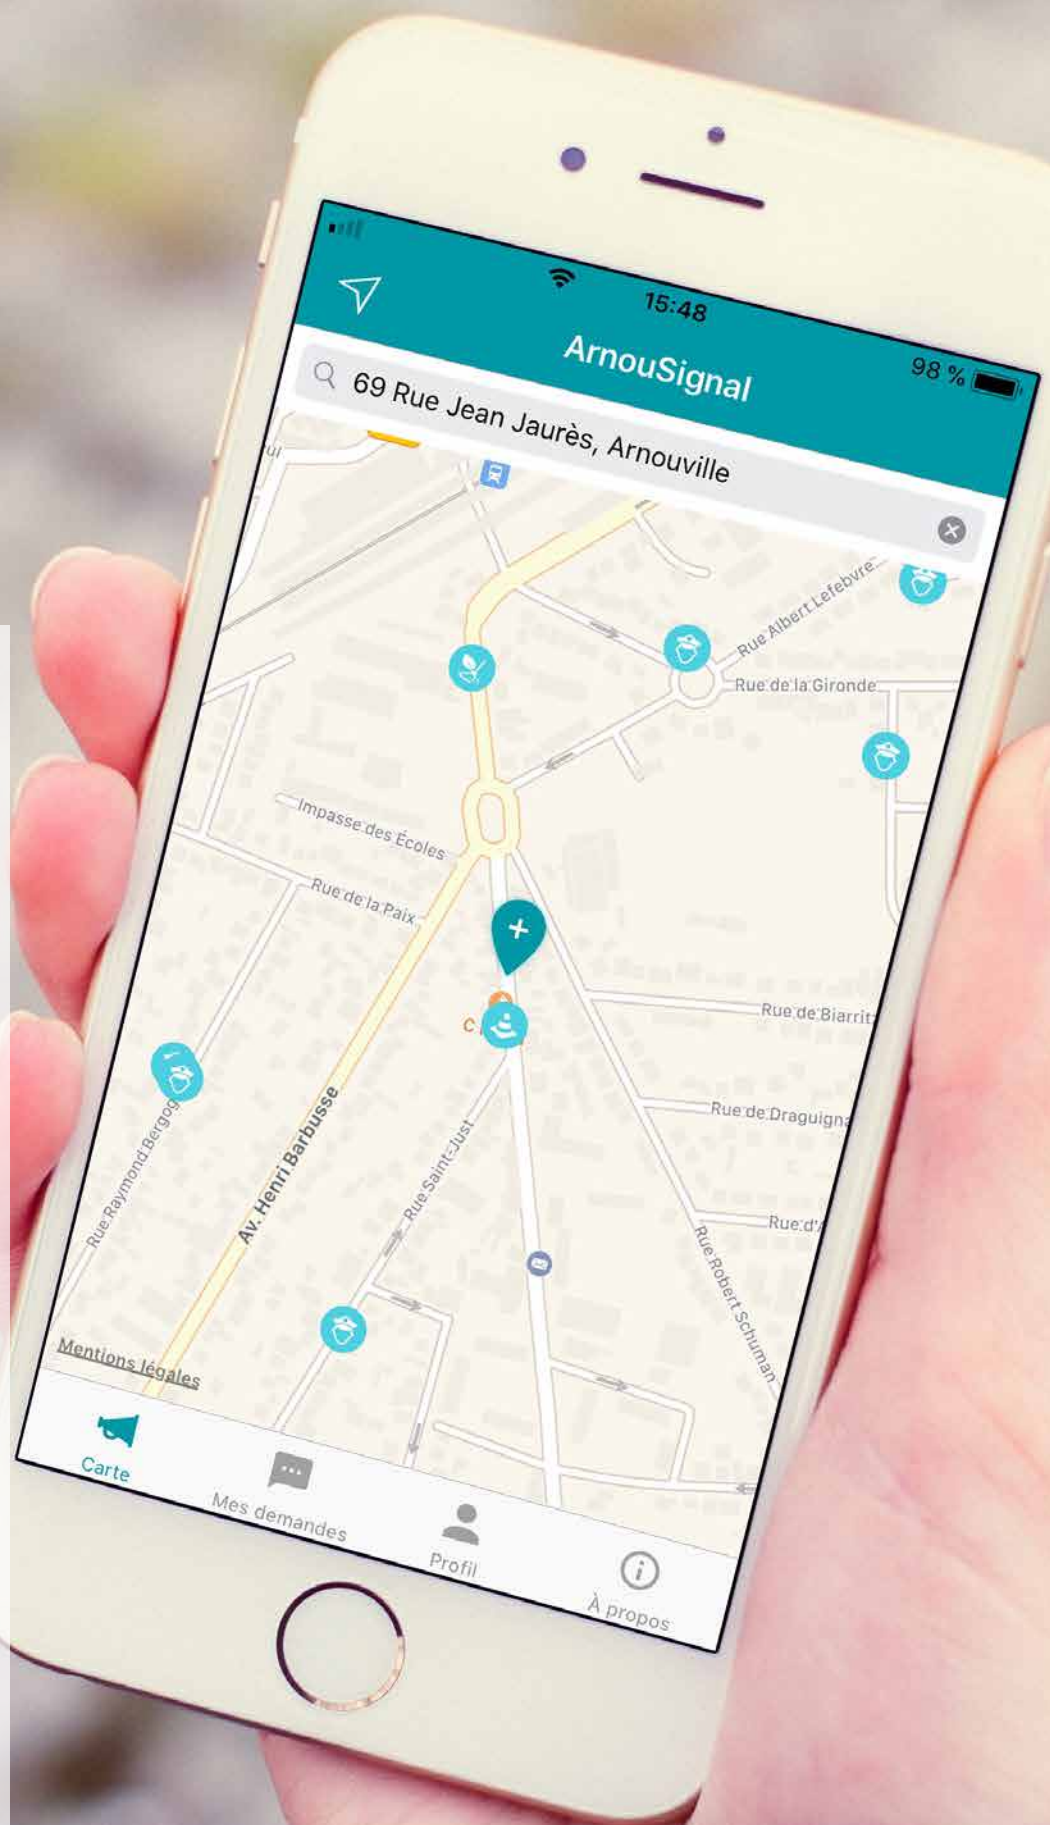 15:48
98 %
ArnouSignal
69 Rue Jean Jaurès, Arnouville
Rue Albert Lefebvre
Rue de la Gironde
Impasse des Écoles
Rue de la Paix
Rue de Biarrit
Rue de Draguigna
Rue Raymond Bergog
Av. Henri Barbusse
Rue Saint-Just
Rue d'
Rue Robert Schuman
Mentions légales
Carte
Mes demandes
Profil
À propos